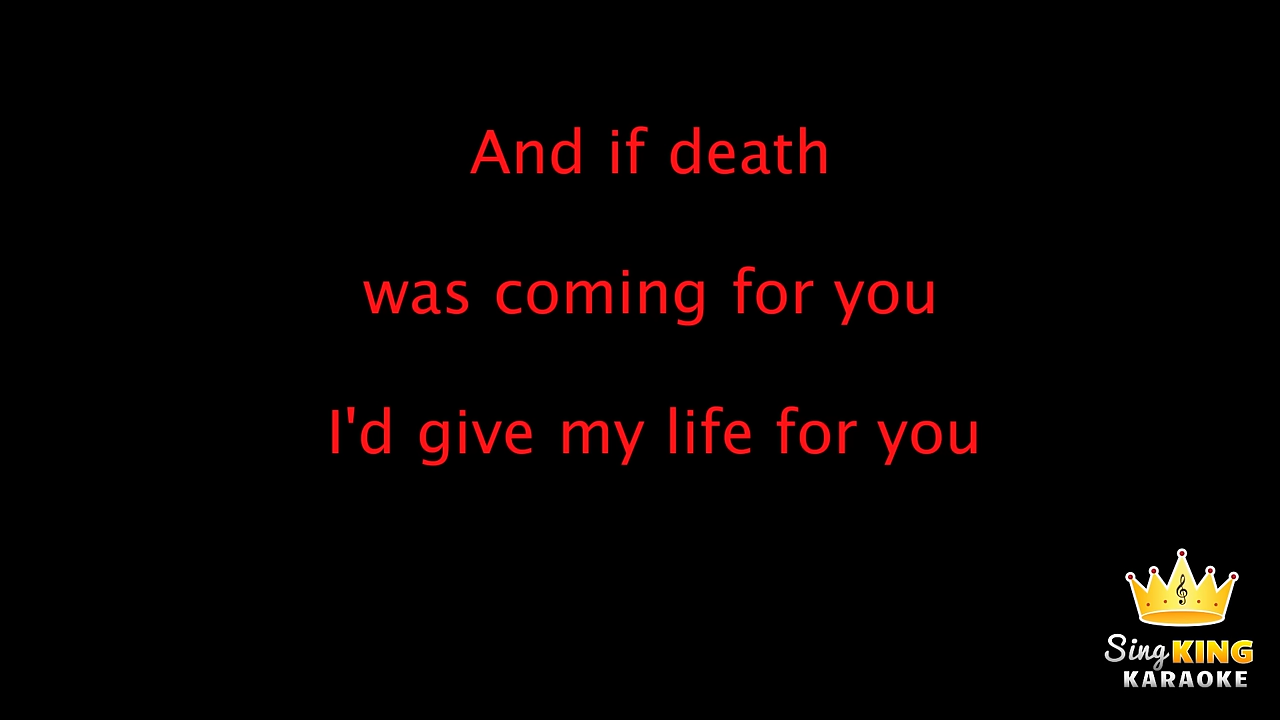 And if death
was coming for you
I'd give my life for you
Sing KING
KARAOKE